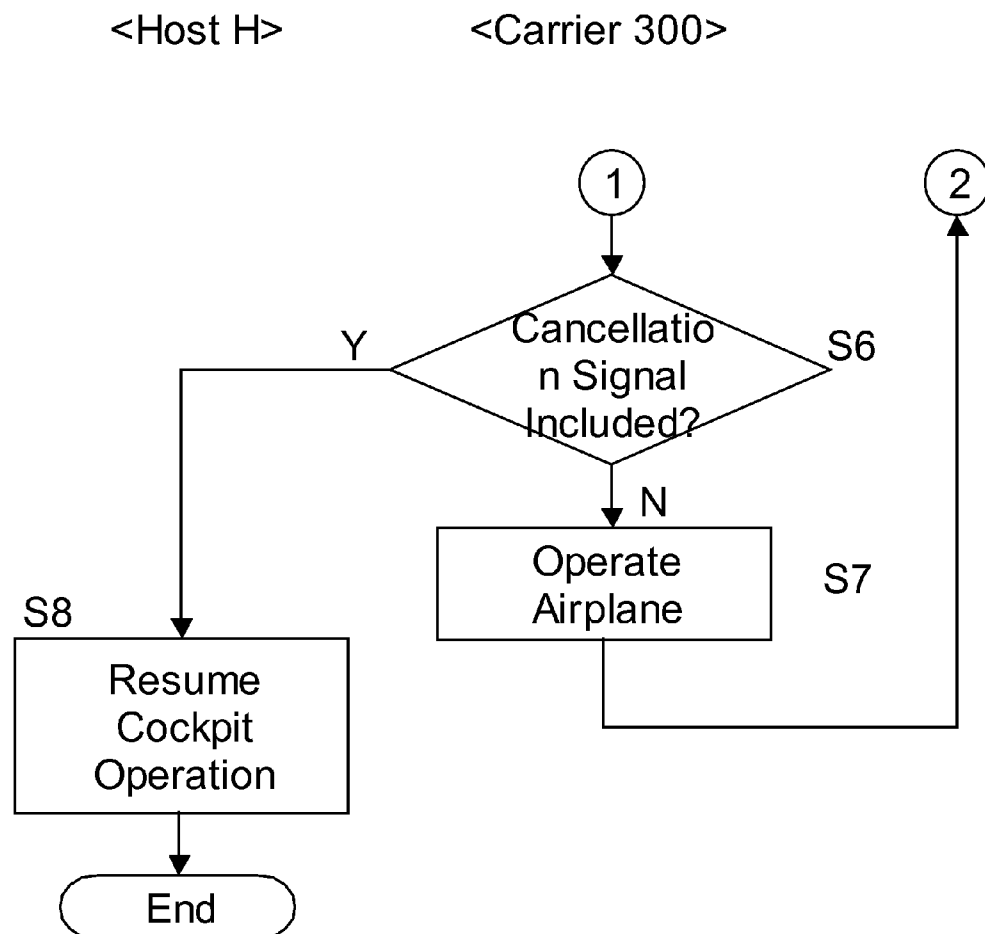 <Host H>
<Carrier 300>
1
2
Cancellatio
n Signal
Included?
Y
S6
N
Operate
Airplane
S7
S8
Resume
Cockpit
Operation
End